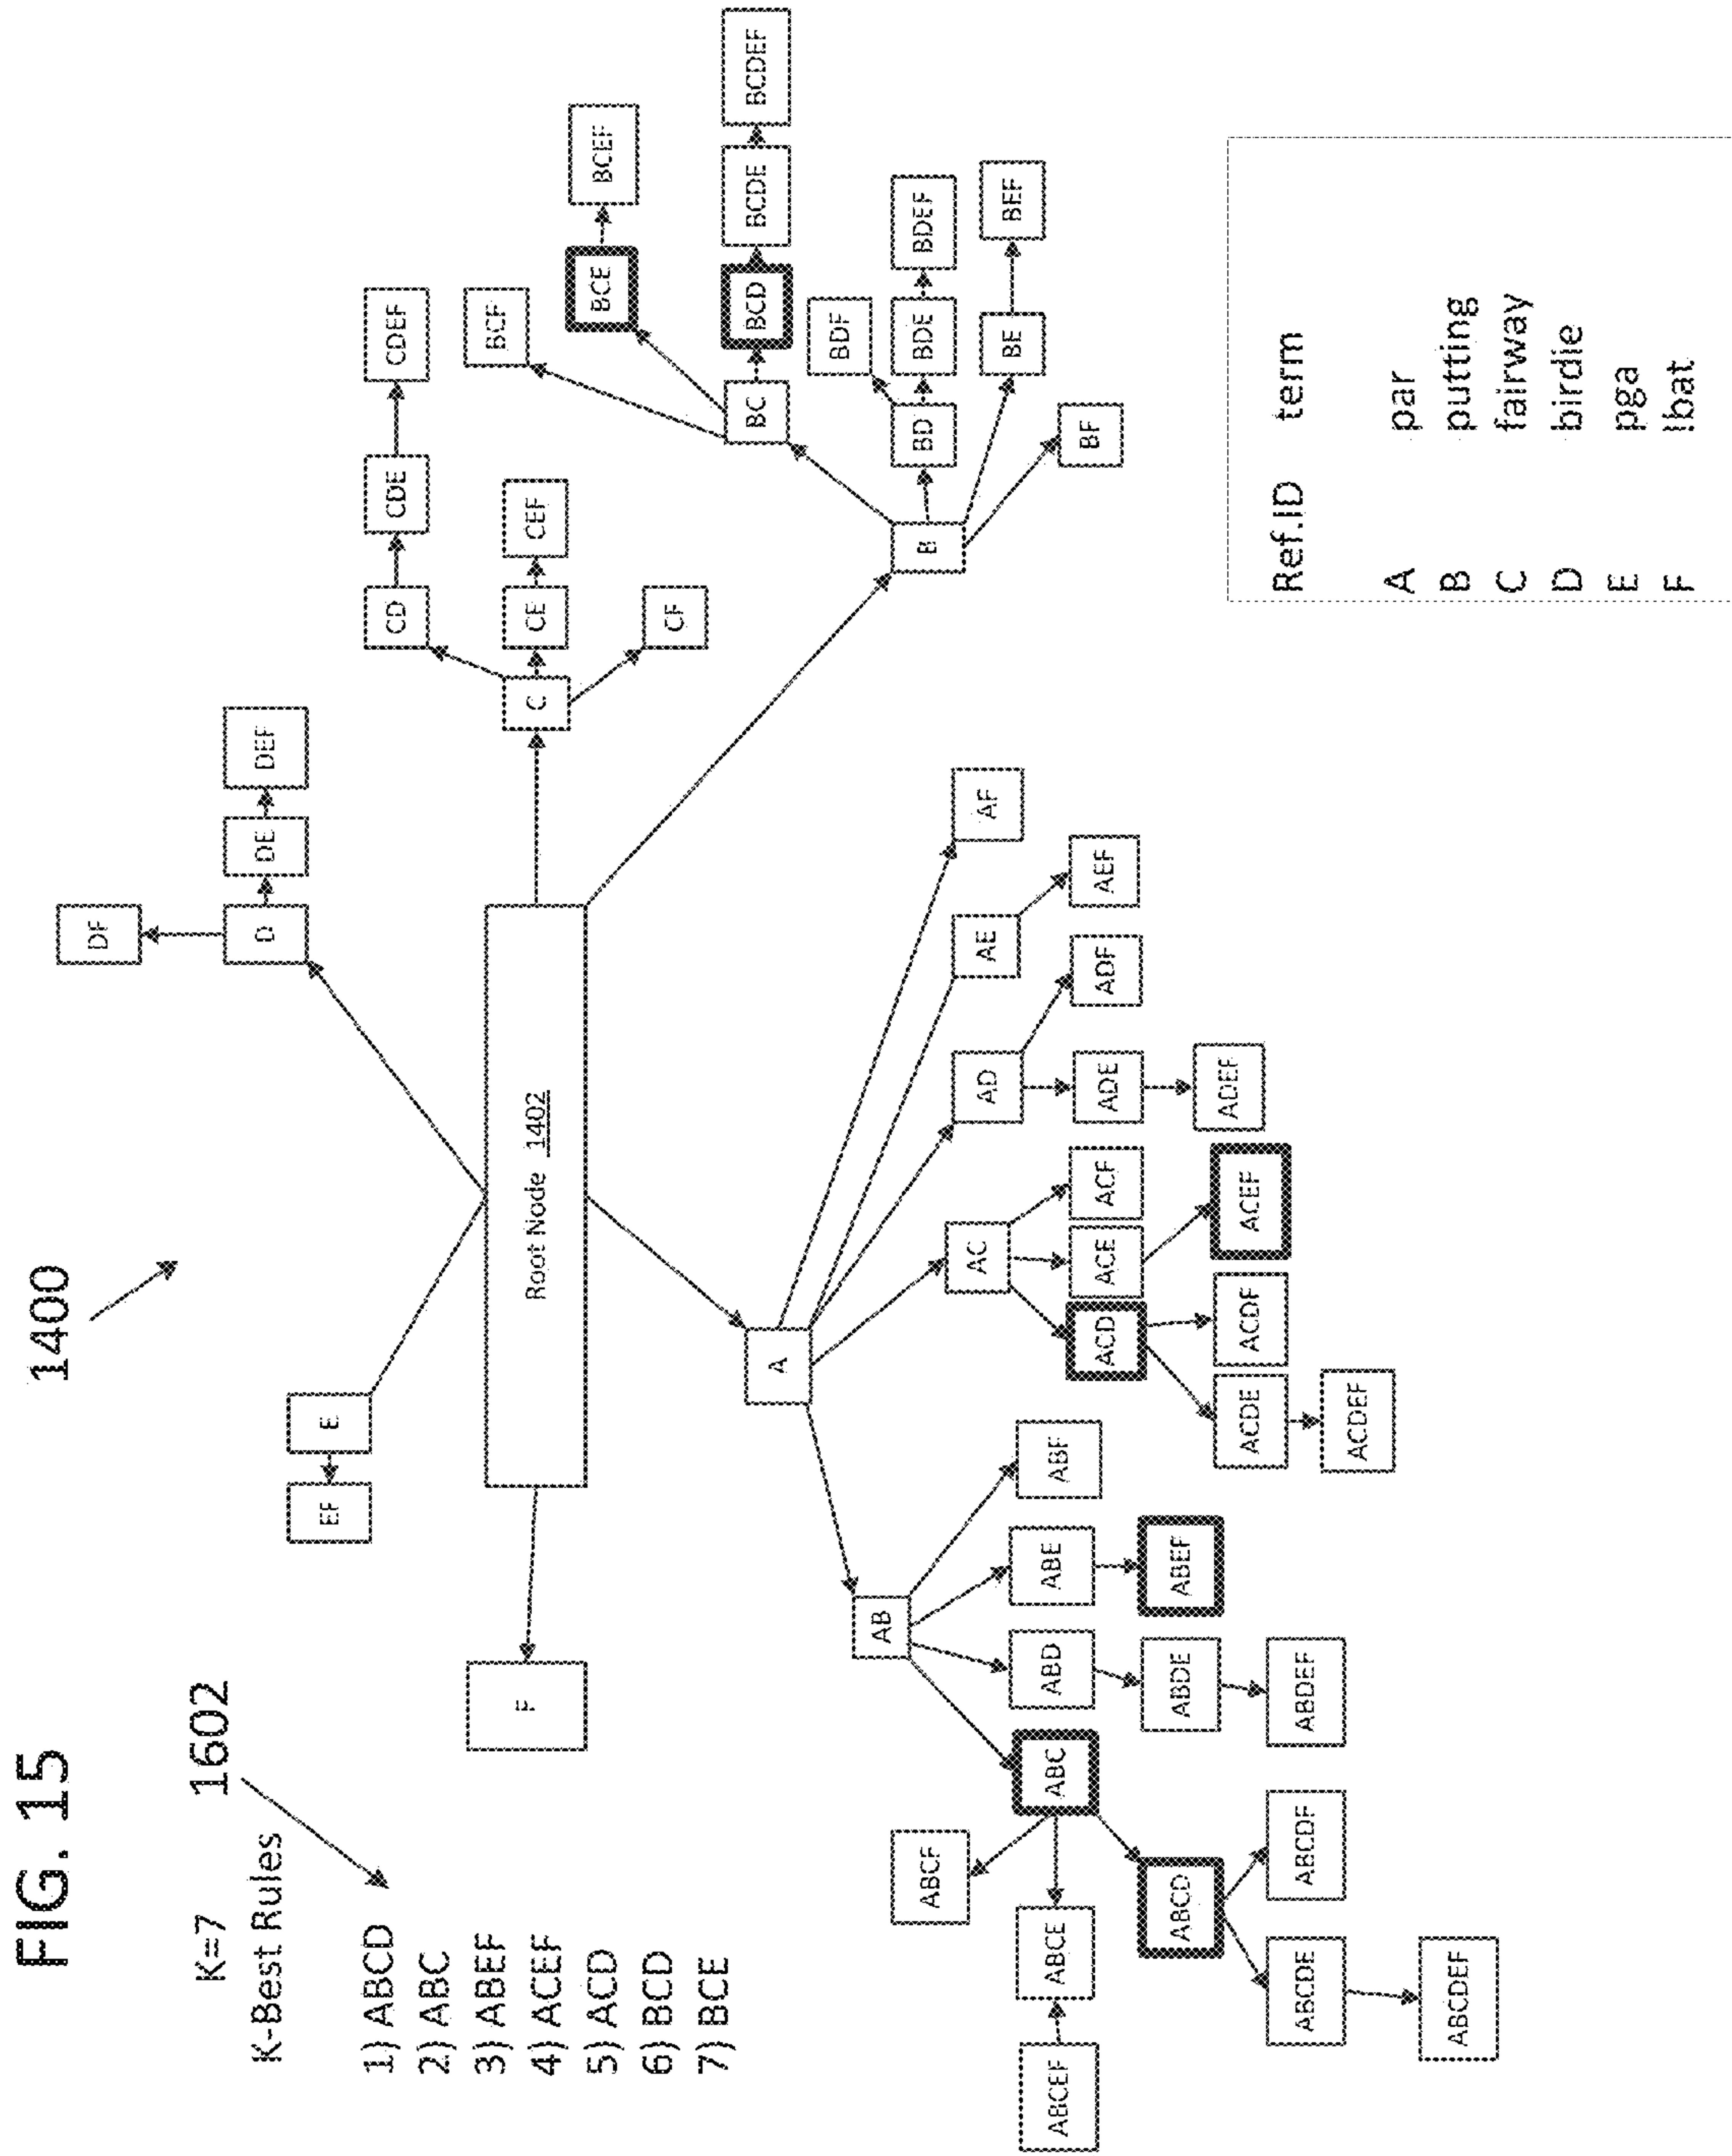 FIG. 15
1400
K=7
1602
K-Best Rules
1) ABCD
2) ABC
3) ABEF
4) ACEF
5) ACD
6) BCD
7) BCE
Root Node 1402
F
E
EF
D
DF
DE
DEF
C
CD
CDE
CDEF
CE
CEF
CF
B
BC
BCF
BCE
BCEF
BCD
BCDE
BCDEF
BD
BDF
BDE
BDEF
BE
BEF
BF
A
AB
ABC
ABCF
ABCE
ABCEF
ABCD
ABCDE
ABCDEF
ABCDF
ABD
ABDE
ABDEF
ABE
ABEF
ABF
AC
ACD
ACDE
ACDEF
ACDF
ACE
ACEF
ACF
AD
ADE
ADEF
ADF
AE
AEF
AF
Ref.ID term
A par
B putting
C fairway
D birdie
E pga
F !bat